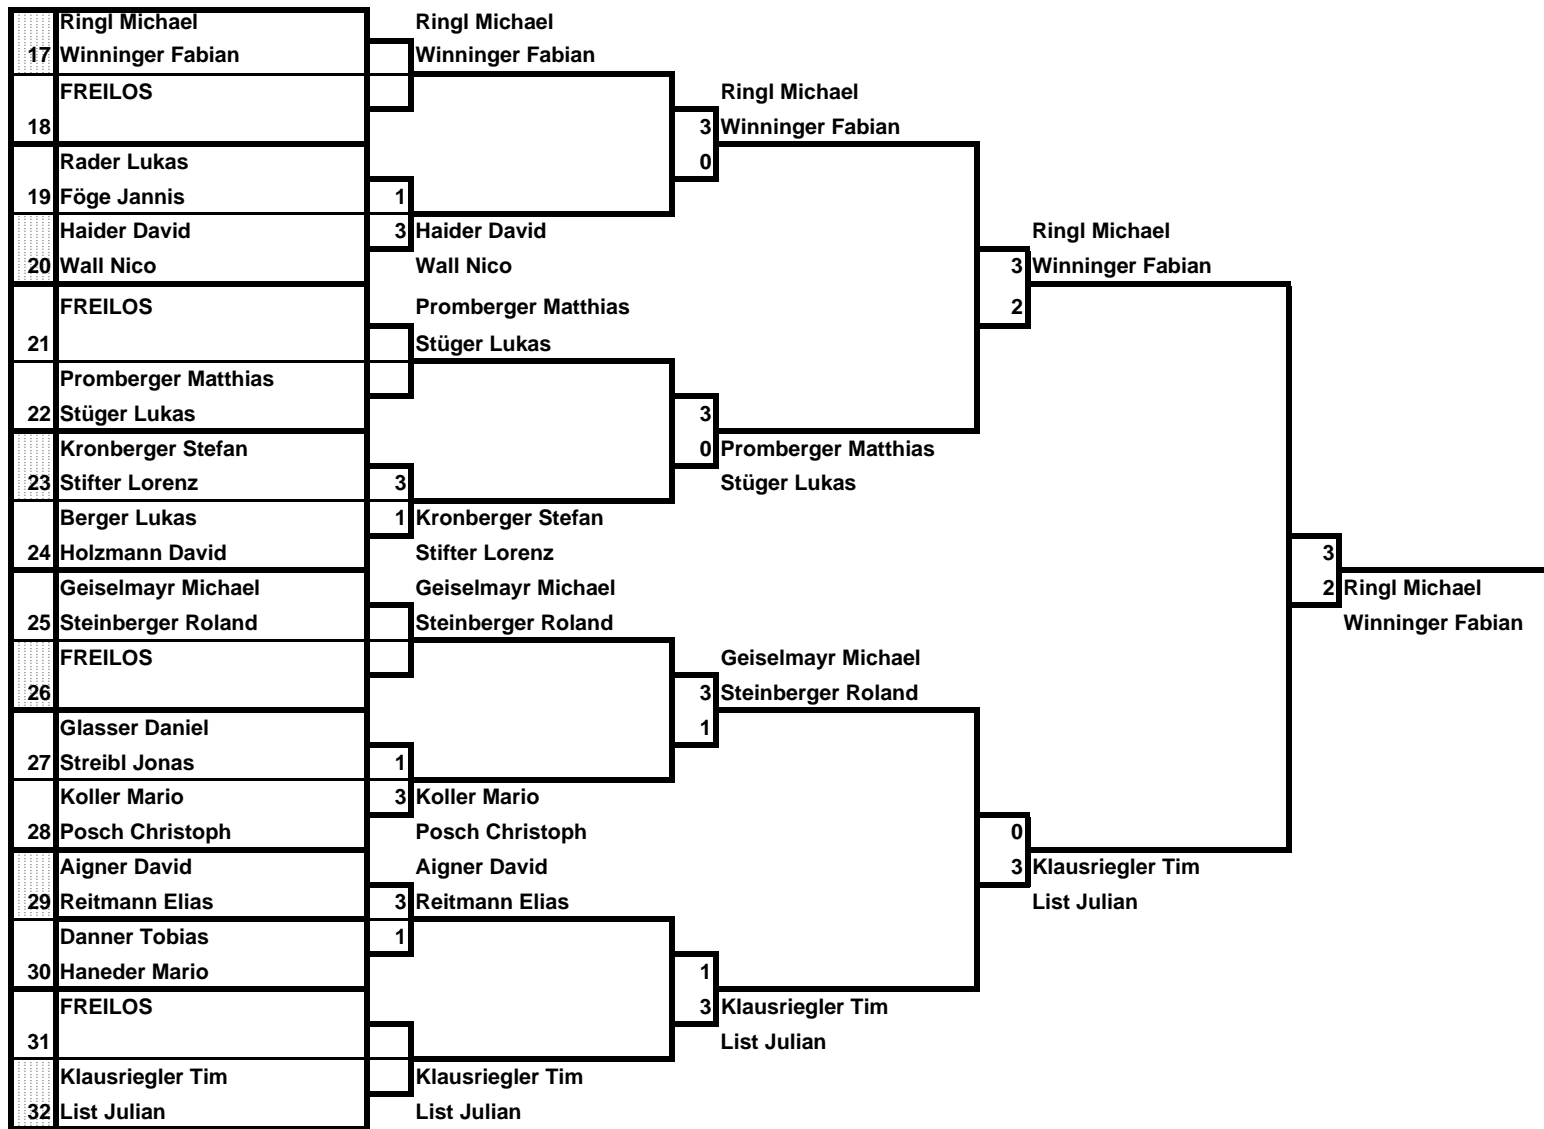 Ringl Michael Ringl Michael
17 Winninger Fabian Winninger Fabian
FREILOS Ringl Michael
18 3 Winninger Fabian
Rader Lukas 0
19 Föge Jannis 1
Haider David 3 Haider David Ringl Michael
20 Wall Nico Wall Nico 3 Winninger Fabian
FREILOS Promberger Matthias 2
21 Stüger Lukas
Promberger Matthias
22 Stüger Lukas 3
Kronberger Stefan 0 Promberger Matthias
23 Stifter Lorenz 3 Stüger Lukas
Berger Lukas 1 Kronberger Stefan
24 Holzmann David Stifter Lorenz 3
Geiselmayr Michael Geiselmayr Michael 2 Ringl Michael
25 Steinberger Roland Steinberger Roland Winninger Fabian
FREILOS Geiselmayr Michael
26 3 Steinberger Roland
Glasser Daniel 1
27 Streibl Jonas 1
Koller Mario 3 Koller Mario
28 Posch Christoph Posch Christoph 0
Aigner David Aigner David 3 Klausriegler Tim
29 Reitmann Elias 3 Reitmann Elias List Julian
Danner Tobias 1
30 Haneder Mario 1
FREILOS 3 Klausriegler Tim
31 List Julian
Klausriegler Tim Klausriegler Tim
32 List Julian List Julian